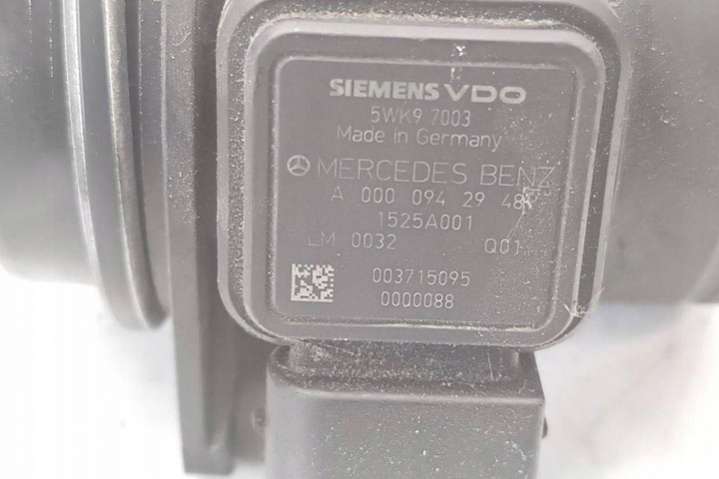 SIEMENS VDO
5WK9 7003
Made in Germany
MERCEDES BENZ
A 000 094 29 48
1525A001
LM 0032 Q01
003715095
0000088